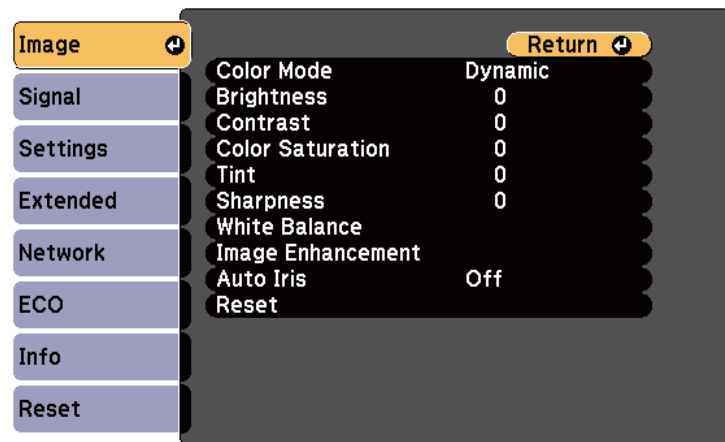 Image
Signal
Settings
Extended
Network
ECO
Info
Reset
Return
Color Mode Dynamic
Brightness 0
Contrast 0
Color Saturation 0
Tint 0
Sharpness 0
White Balance
Image Enhancement
Auto Iris Off
Reset